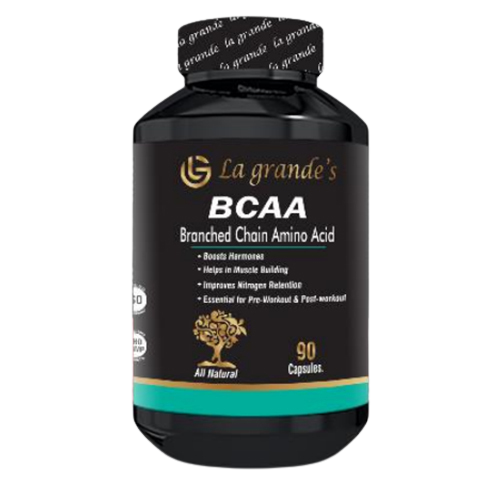 la grande
La grande's
BCAA
Branched Chain Amino Acid
• Boosts Hormones
• Helps in Muscle Building
• Improves Nitrogen Retention
• Essential for Pre-Workout & Post-workout
All Natural
90
Capsules.